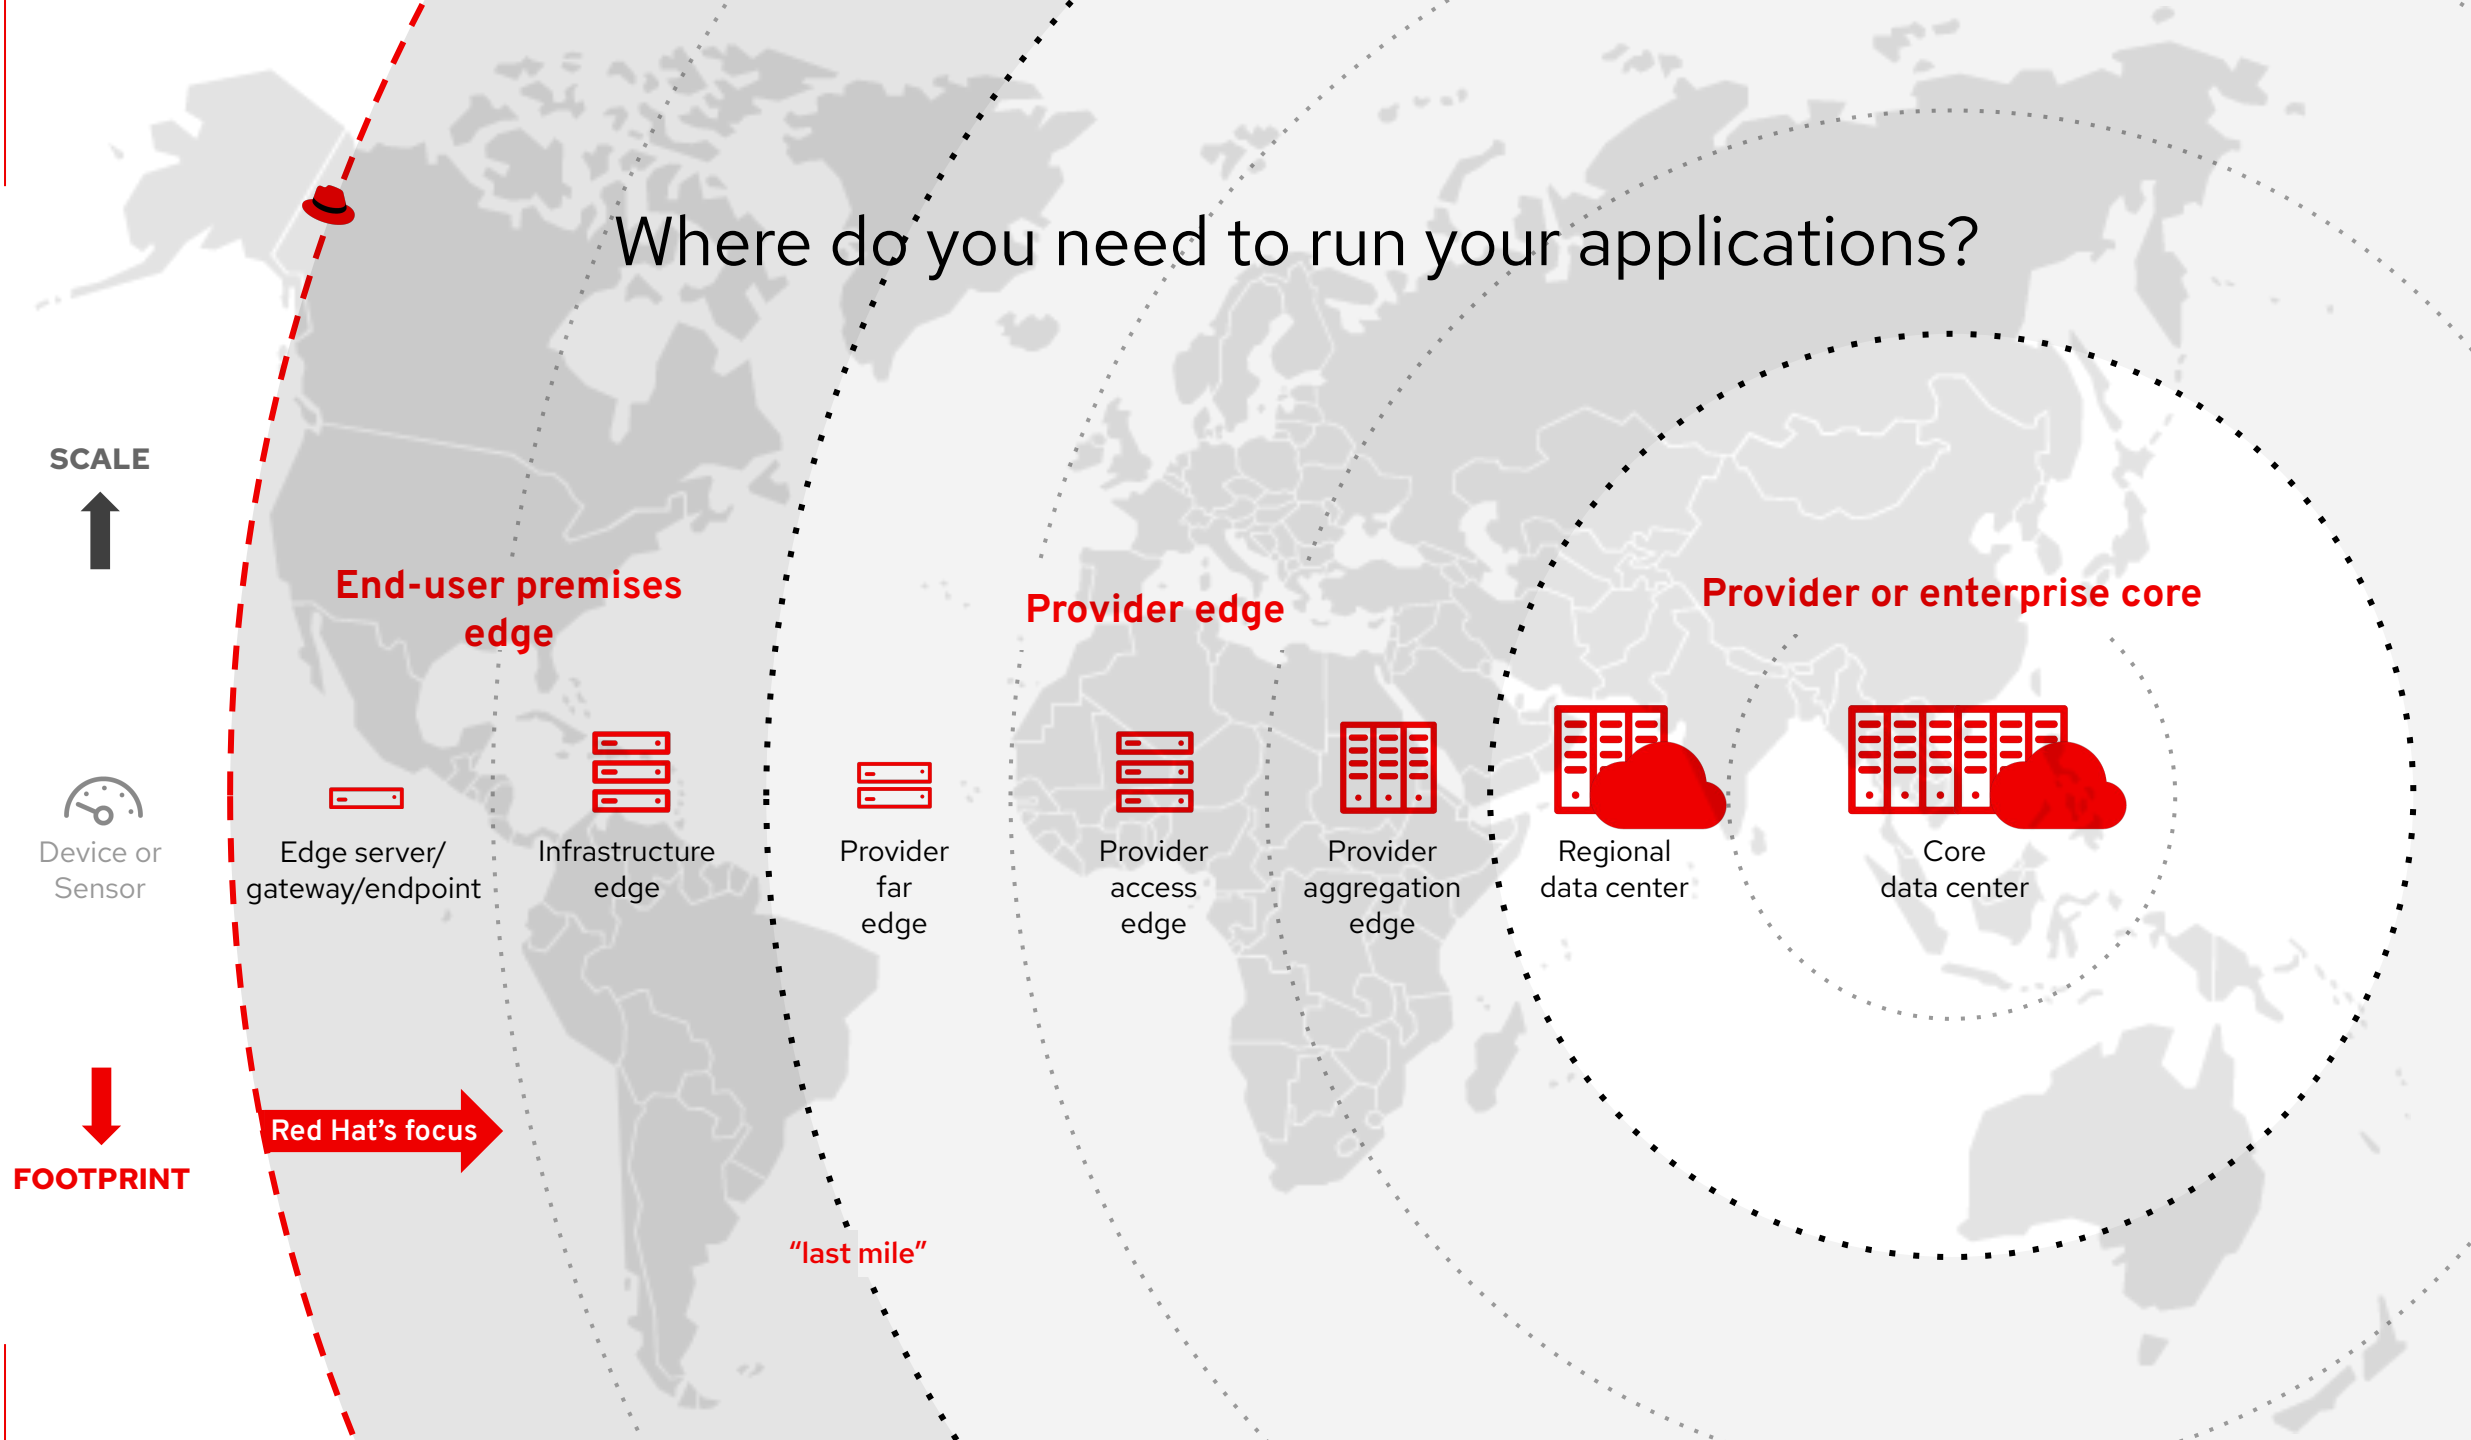 Where do you need to run your applications?
SCALE
End-user premises
edge
Provider edge
Provider or enterprise core
Device or
Sensor
Edge server/
gateway/endpoint
Infrastructure
edge
Provider
far
edge
Provider
access
edge
Provider
aggregation
edge
Regional
data center
Core
data center
Red Hat’s focus
FOOTPRINT
“last mile”